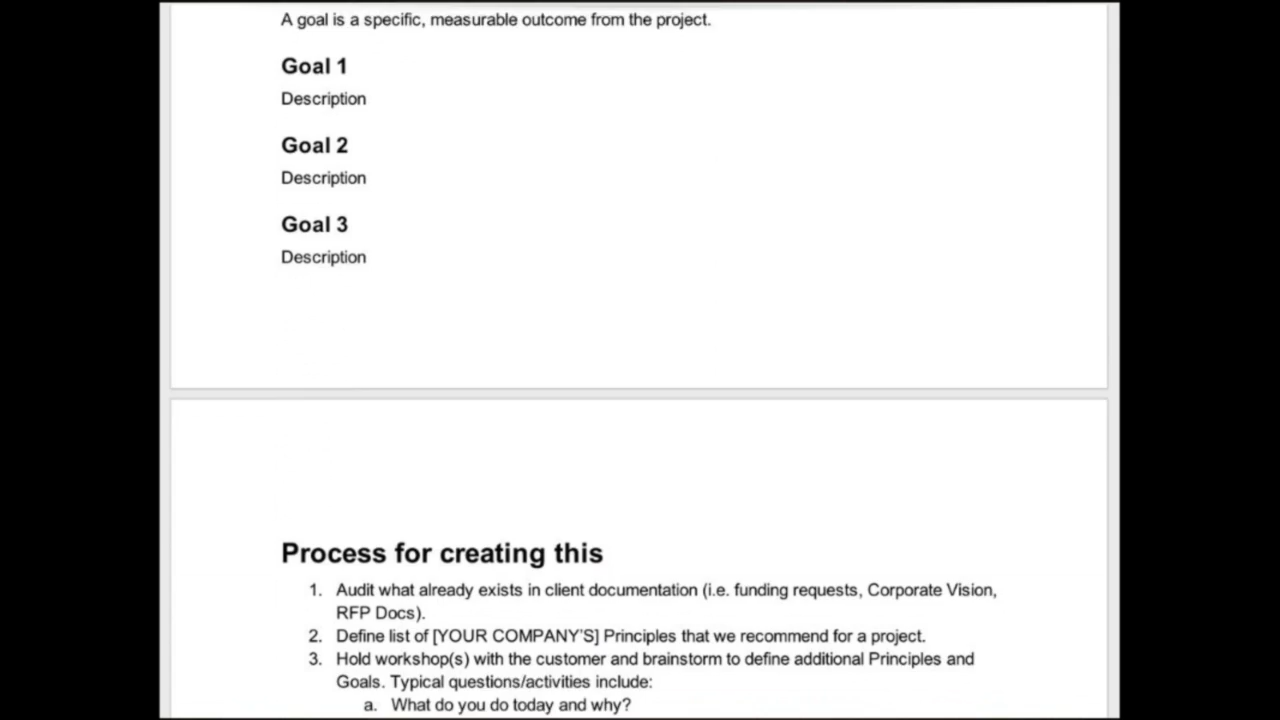 A goal is a specific, measurable outcome from the project.
Goal 1
Description
Goal 2
Description
Goal 3
Description
Process for creating this
1. Audit what already exists in client documentation (i.e. funding requests, Corporate Vision,
RFP Docs).
2. Define list of [YOUR COMPANY'S] Principles that we recommend for a project.
3. Hold workshop(s) with the customer and brainstorm to define additional Principles and
Goals. Typical questions/activities include:
a. What do you do today and why?